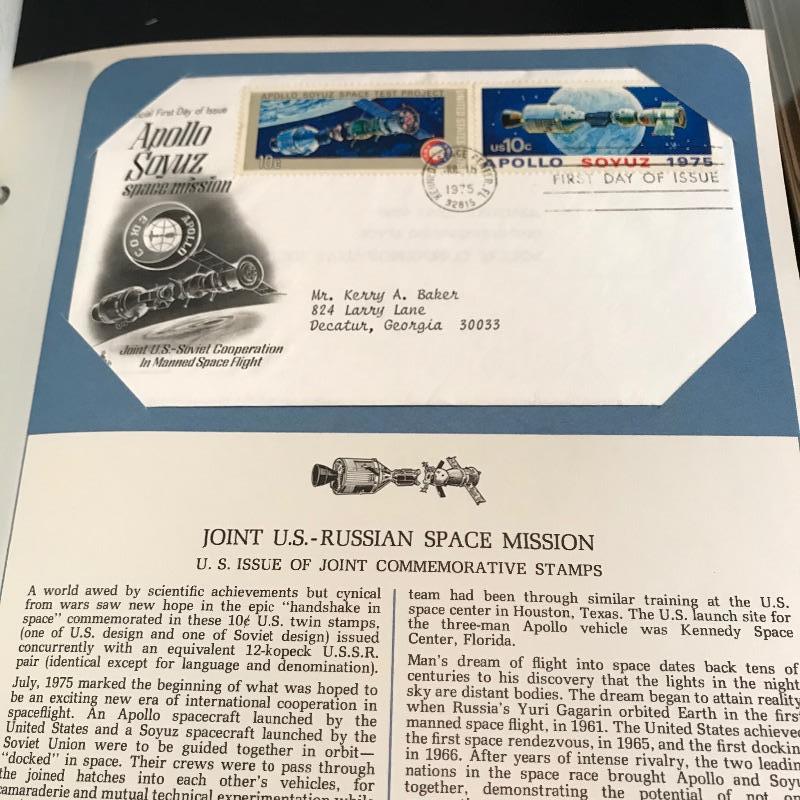 Official First Day of Issue
Apollo
Soyuz
space mission
APOLLO
Joint U.S.-Soviet Cooperation
In Manned Space Flight
APOLLO SOYUZ SPACE TEST PROJECT
UNITED STATES
10c
us10c
APOLLO SOYUZ 1975
1975
32815
FIRST DAY OF ISSUE
Mr. Kerry A. Baker
824 Larry Lane
Decatur, Georgia 30033
JOINT U.S.-RUSSIAN SPACE MISSION
U. S. ISSUE OF JOINT COMMEMORATIVE STAMPS
A world awed by scientific achievements but cynical
from wars saw new hope in the epic "handshake in
space" commemorated in these 10¢ U.S. twin stamps,
(one of U.S. design and one of Soviet design) issued
concurrently with an equivalent 12-kopeck U.S.S.R.
pair (identical except for language and denomination).
July, 1975 marked the beginning of what was hoped to
be an exciting new era of international cooperation in
spaceflight. An Apollo spacecraft launched by the
United States and a Soyuz spacecraft launched by the
Soviet Union were to be guided together in orbit—
"docked" in space. Their crews were to pass through
the joined hatches into each other's vehicles, for
camaraderie and mutual technical experimentation while
team had been through similar training at the U.S.
space center in Houston, Texas. The U.S. launch site for
the three-man Apollo vehicle was Kennedy Space
Center, Florida.
Man's dream of flight into space dates back tens of
centuries to his discovery that the lights in the night
sky are distant bodies. The dream began to attain reality
when Russia's Yuri Gagarin orbited Earth in the first
manned space flight, in 1961. The United States achieved
the first space rendezvous, in 1965, and the first docking
in 1966. After years of intense rivalry, the two leading
nations in the space race brought Apollo and Soyuz
together, demonstrating the potential of not